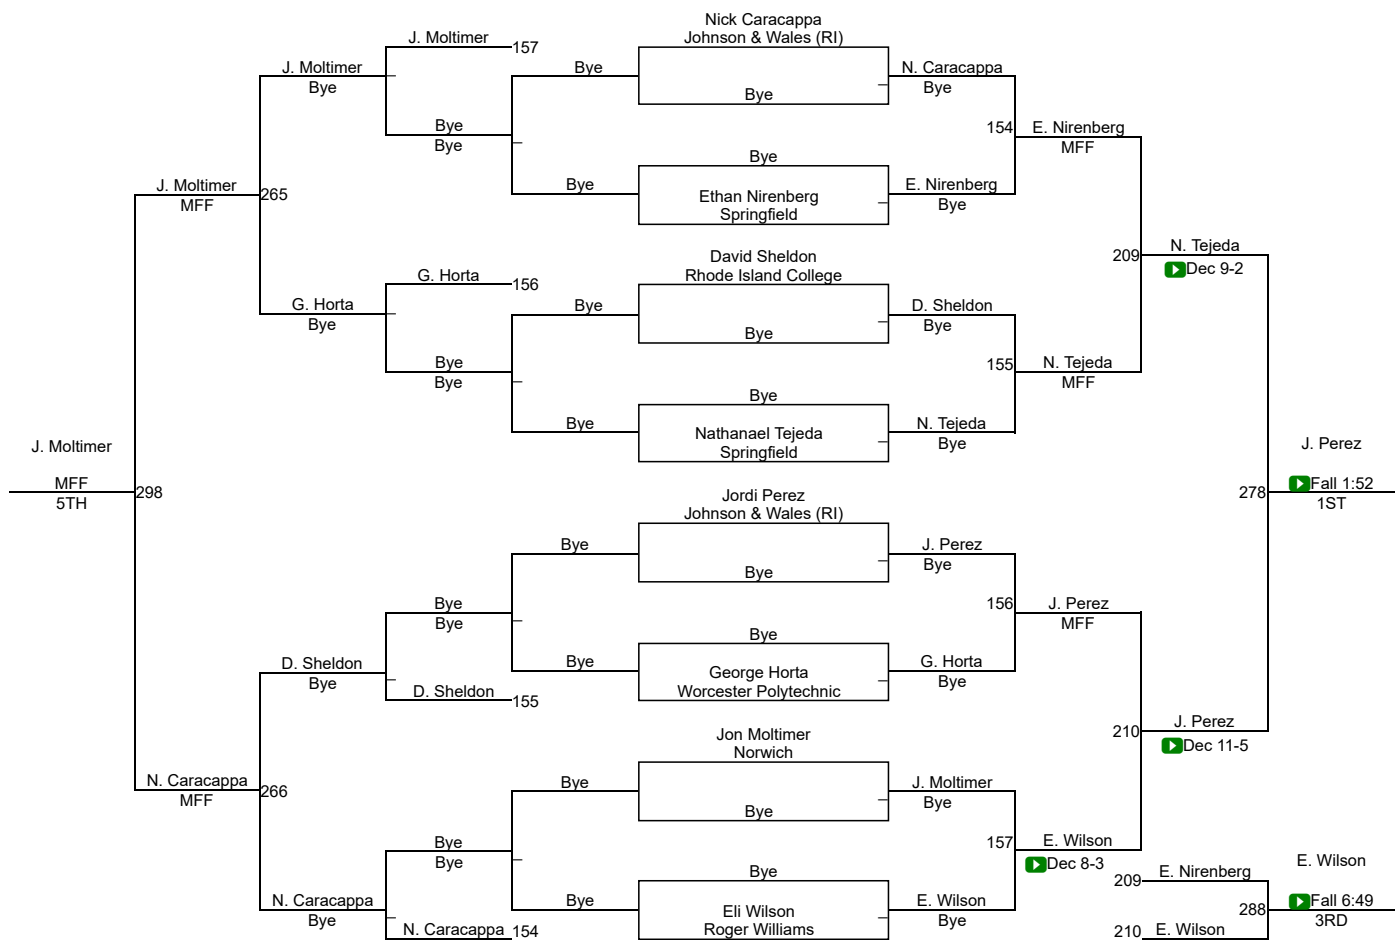 Nick Caracappa
Johnson & Wales (RI)
J. Moltimer
157
J. Moltimer
Bye
Bye
N. Caracappa
Bye
Bye
Bye
Bye
154
E. Nirenberg
MFF
Bye
J. Moltimer
MFF
265
Bye
Ethan Nirenberg
Springfield
E. Nirenberg
Bye
David Sheldon
Rhode Island College
209
N. Tejeda
Dec 9-2
G. Horta
156
G. Horta
Bye
Bye
D. Sheldon
Bye
Bye
Bye
Bye
155
N. Tejeda
MFF
Bye
Bye
Nathanael Tejeda
Springfield
N. Tejeda
Bye
J. Moltimer
MFF
5TH
298
J. Perez
Fall 1:52
1ST
278
Jordi Perez
Johnson & Wales (RI)
Bye
J. Perez
Bye
Bye
Bye
Bye
156
J. Perez
MFF
Bye
D. Sheldon
Bye
Bye
George Horta
Worcester Polytechnic
G. Horta
Bye
D. Sheldon
155
210
J. Perez
Dec 11-5
Jon Moltimer
Norwich
N. Caracappa
MFF
266
Bye
J. Moltimer
Bye
Bye
Bye
Bye
157
E. Wilson
Dec 8-3
Bye
209
E. Nirenberg
E. Wilson
N. Caracappa
Bye
Bye
Eli Wilson
Roger Williams
E. Wilson
Bye
288
Fall 6:49
3RD
N. Caracappa
154
210
E. Wilson